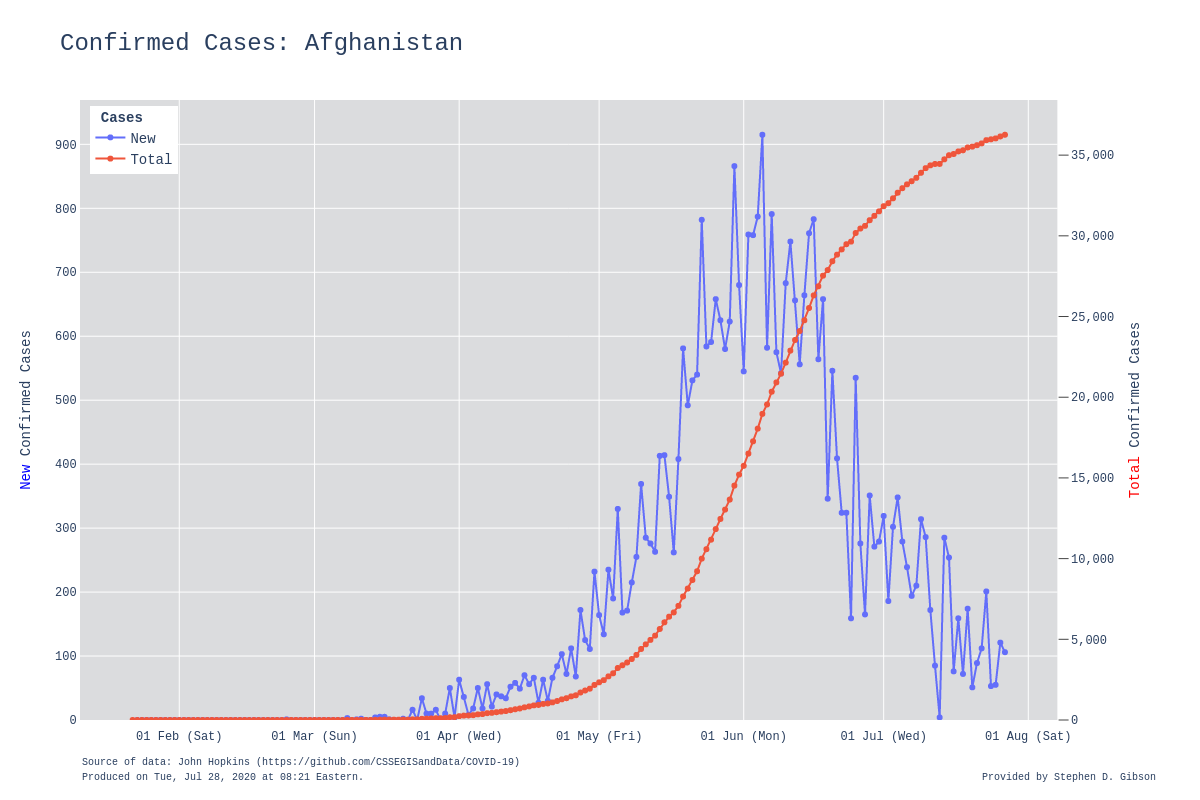 Confirmed Cases: Afghanistan
Cases
New
Total
900
800
700
600
500
400
300
200
100
0
35,000
30,000
25,000
20,000
15,000
10,000
5,000
0
New Confirmed Cases
Total Confirmed Cases
01 Feb (Sat)
01 Mar (Sun)
01 Apr (Wed)
01 May (Fri)
01 Jun (Mon)
01 Jul (Wed)
01 Aug (Sat)
Source of data: John Hopkins (https://github.com/CSSEGISandData/COVID-19)
Produced on Tue, Jul 28, 2020 at 08:21 Eastern.
Provided by Stephen D. Gibson